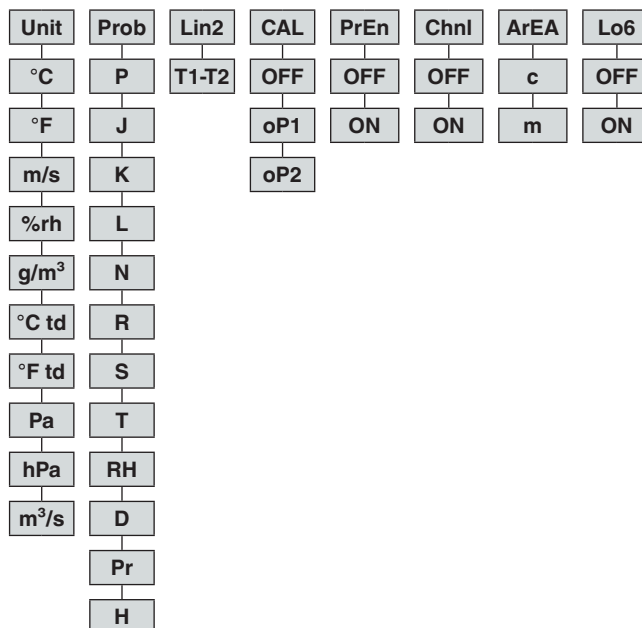 Unit Prob Lin2 CAL PrEn Chnl ArEA Lo6
°C P T1-T2 OFF OFF OFF c OFF
°F J oP1 ON ON m ON
m/s K oP2
%rh L
g/m³ N
°C td R
°F td S
Pa T
hPa RH
m³/s D
Pr
H